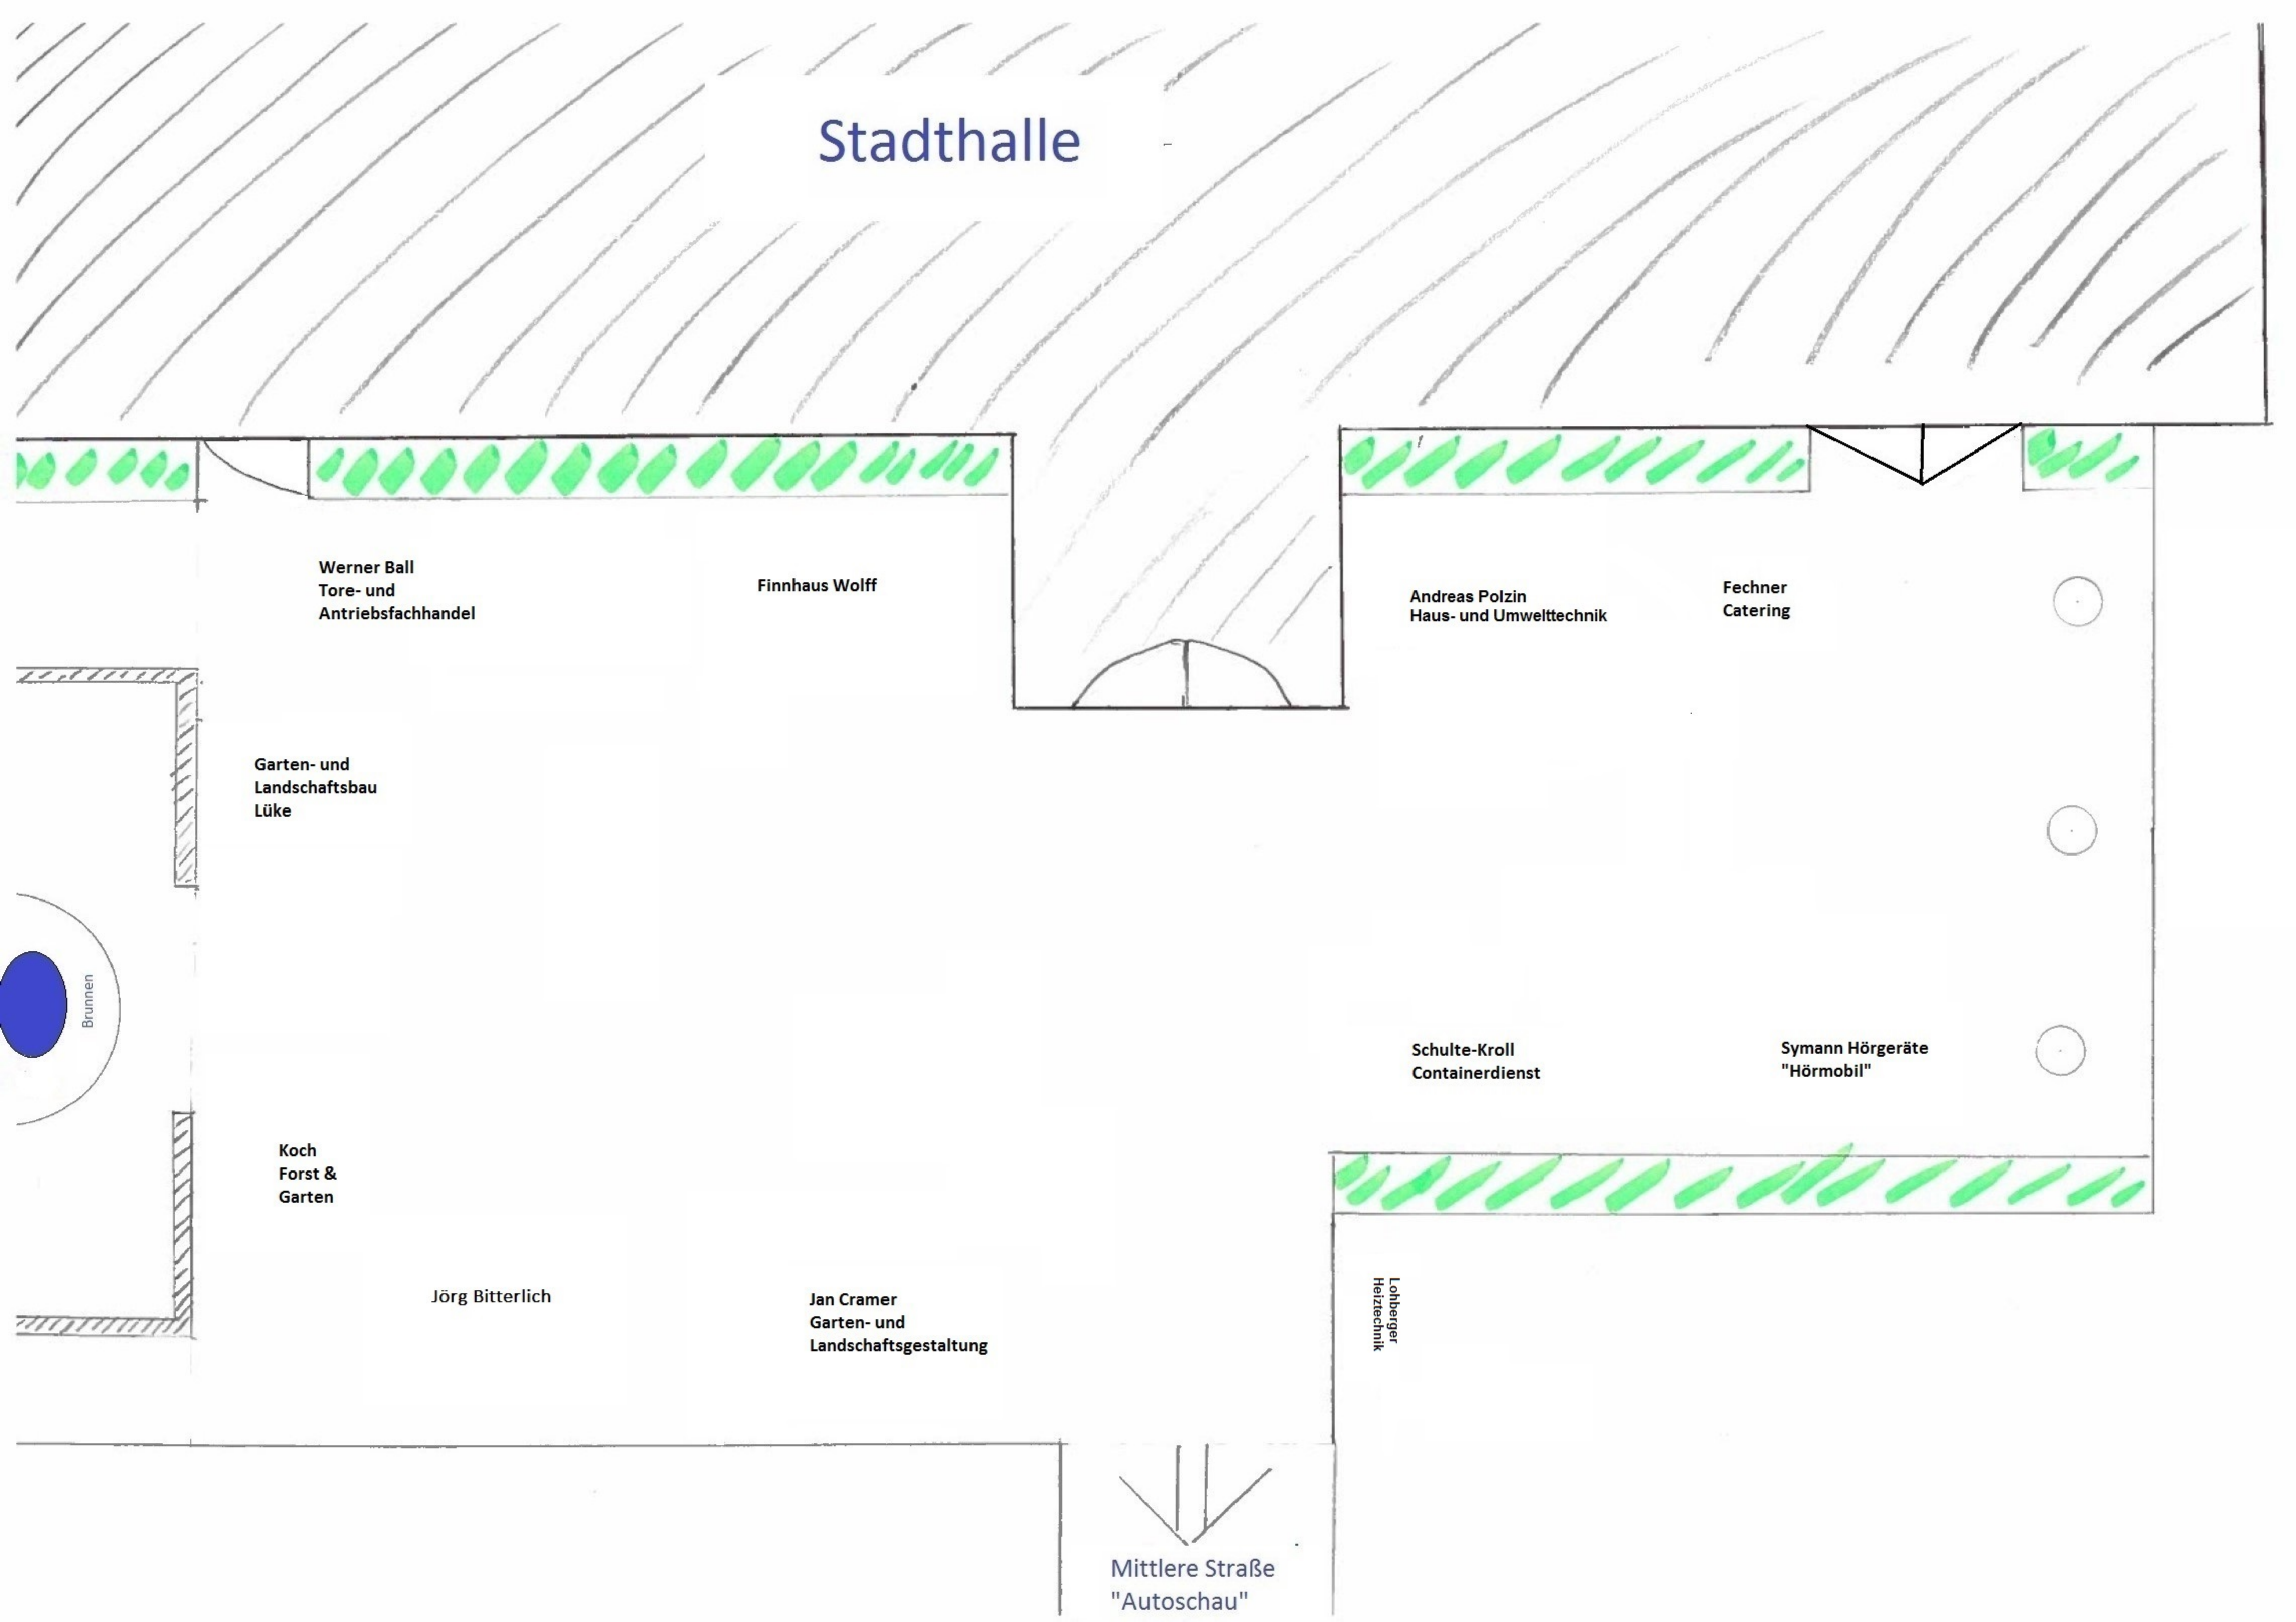 Stadthalle
Werner Ball
Tore- und
Antriebsfachhandel
Finnhaus Wolff
Andreas Polzin
Haus- und Umwelttechnik
Fechner
Catering
Garten- und
Landschaftsbau
Lüke
Brunnen
Schulte-Kroll
Containerdienst
Symann Hörgeräte
"Hörmobil"
Koch
Forst &
Garten
Jörg Bitterlich
Jan Cramer
Garten- und
Landschaftsgestaltung
Lohberger
Heiztechnik
Mittlere Straße
"Autoschau"